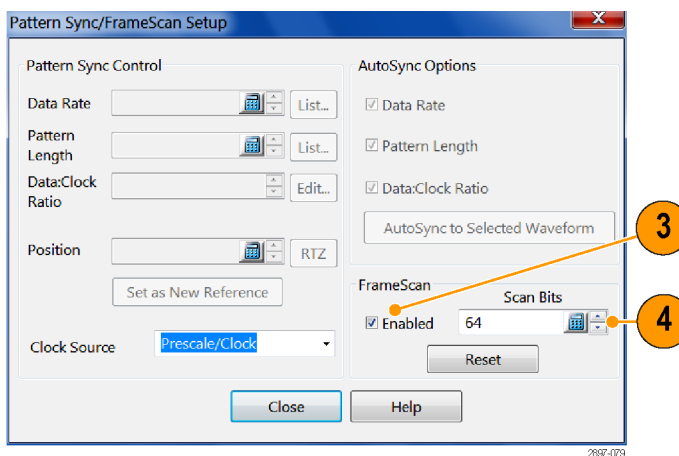 Pattern Sync/FrameScan Setup
X
Pattern Sync Control
Data Rate
List...
Pattern
Length
List...
Data:Clock
Ratio
Edit...
Position
RTZ
Set as New Reference
Clock Source
Prescale/Clock
AutoSync Options
Data Rate
Pattern Length
Data:Clock Ratio
AutoSync to Selected Waveform
3
FrameScan
Scan Bits
Enabled
64
4
Reset
Close
Help
2897-079